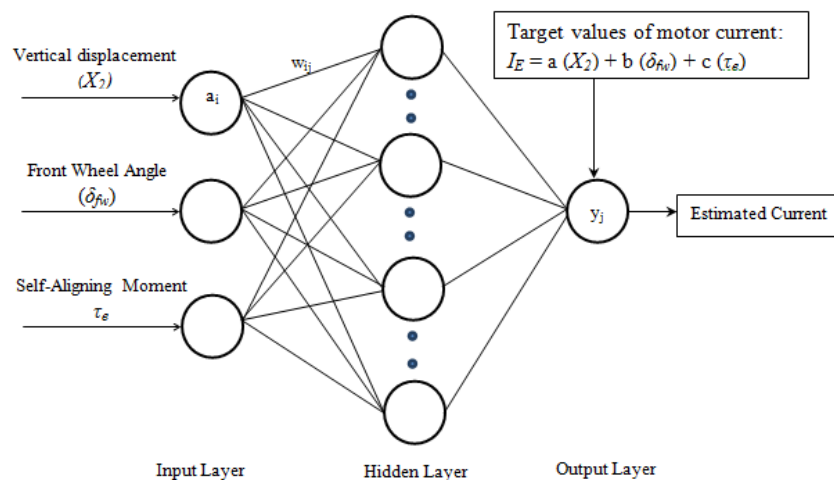 Vertical displacement
(X₂)
Front Wheel Angle
(δfw)
Self-Aligning Moment
τe
ai
wij
yj
Target values of motor current:
IE = a (X₂) + b (δfw) + c (τe)
Estimated Current
Input Layer
Hidden Layer
Output Layer